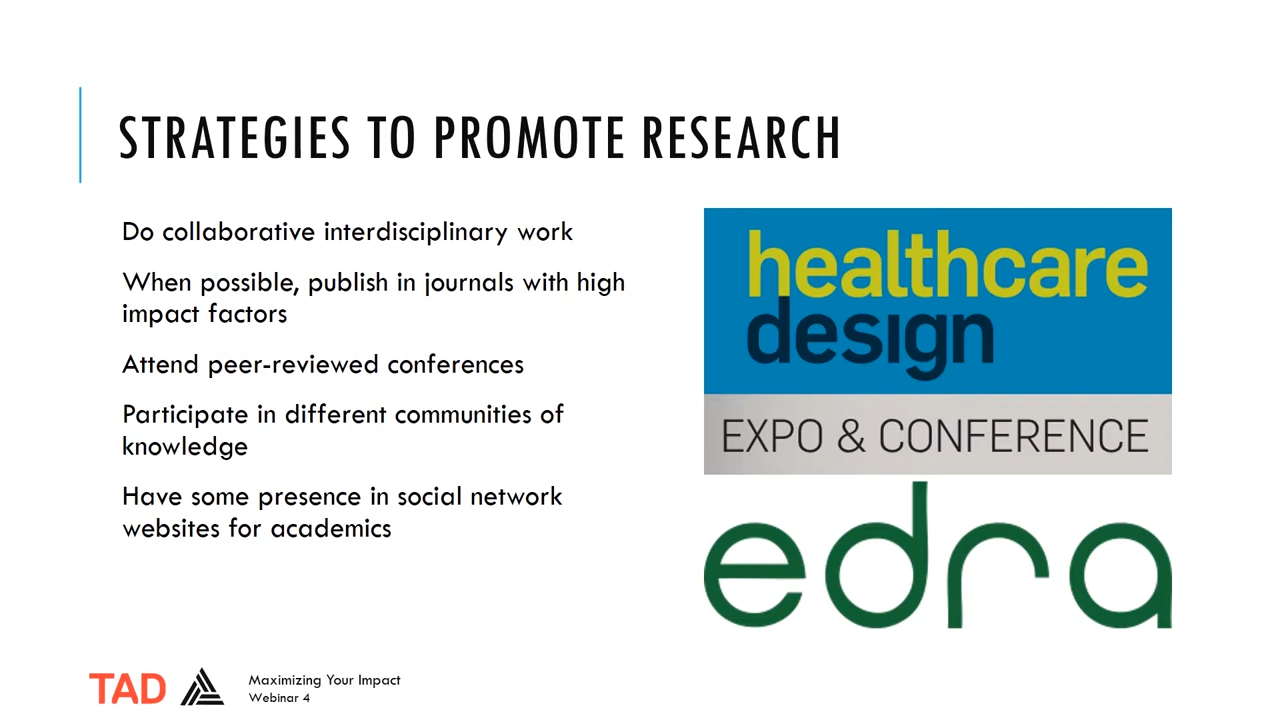 STRATEGIES TO PROMOTE RESEARCH
Do collaborative interdisciplinary work
When possible, publish in journals with high
impact factors
Attend peer-reviewed conferences
Participate in different communities of
knowledge
Have some presence in social network
websites for academics
healthcare
design
EXPO & CONFERENCE
edra
TAD
Maximizing Your Impact
Webinar 4